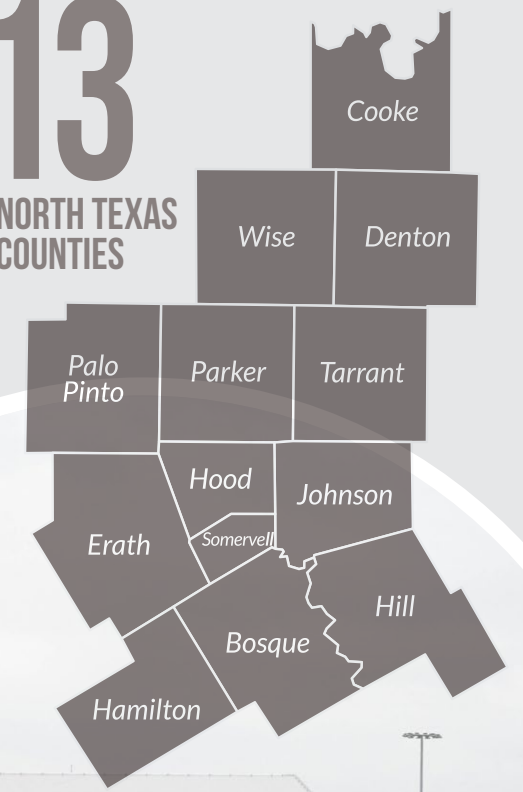 13
NORTH TEXAS
COUNTIES
Cooke
Wise
Denton
Palo
Pinto
Parker
Tarrant
Hood
Johnson
Erath
Somervell
Hill
Bosque
Hamilton